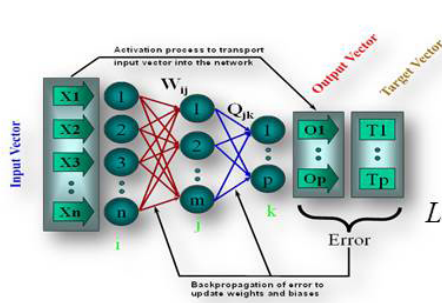 Activation process to transport
input vector into the network
Input Vector
Output Vector
Target Vector
X1
X2
X3
Xn
1
2
3
n
i
Wij
1
2
m
J
Qjk
1
p
k
O1
Op
T1
Tp
Error
L
Backpropagation of error to
update weights and biases